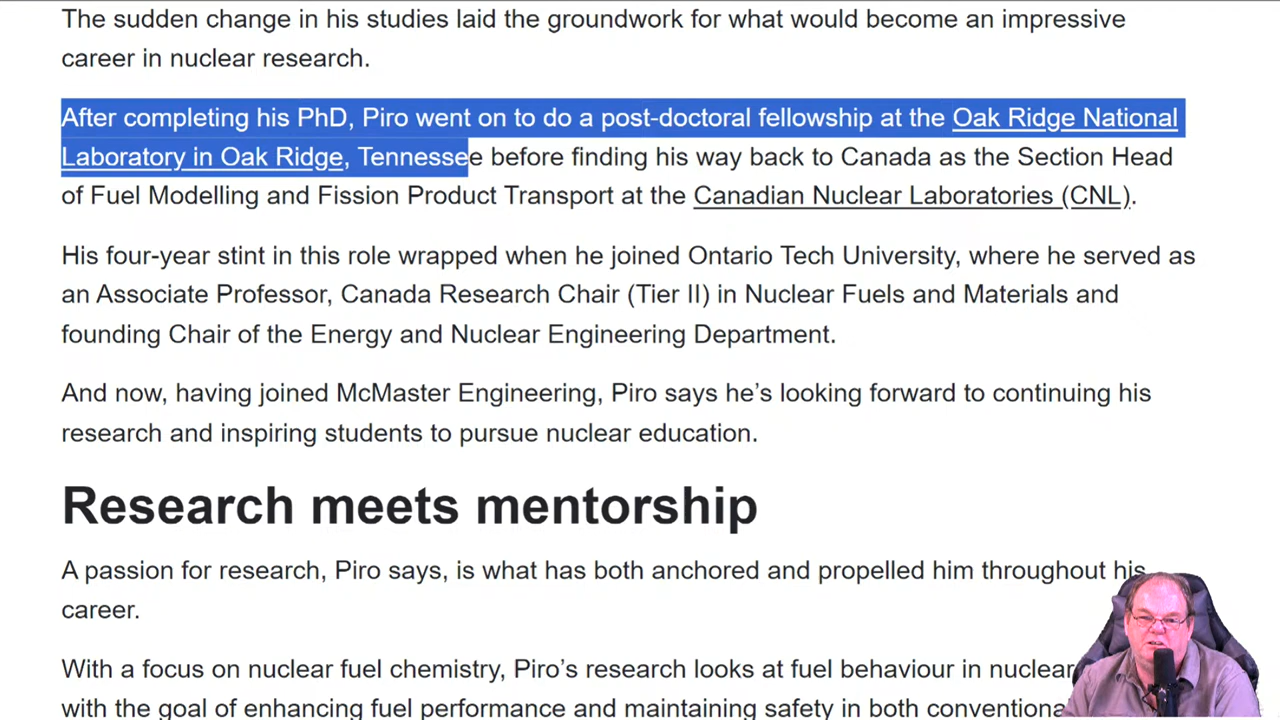 The sudden change in his studies laid the groundwork for what would become an impressive
career in nuclear research.
After completing his PhD, Piro went on to do a post-doctoral fellowship at the Oak Ridge National
Laboratory in Oak Ridge, Tennessee before finding his way back to Canada as the Section Head
of Fuel Modelling and Fission Product Transport at the Canadian Nuclear Laboratories (CNL).
His four-year stint in this role wrapped when he joined Ontario Tech University, where he served as
an Associate Professor, Canada Research Chair (Tier II) in Nuclear Fuels and Materials and
founding Chair of the Energy and Nuclear Engineering Department.
And now, having joined McMaster Engineering, Piro says he’s looking forward to continuing his
research and inspiring students to pursue nuclear education.
Research meets mentorship
A passion for research, Piro says, is what has both anchored and propelled him throughout his
career.
With a focus on nuclear fuel chemistry, Piro’s research looks at fuel behaviour in nuclear
with the goal of enhancing fuel performance and maintaining safety in both conventiona